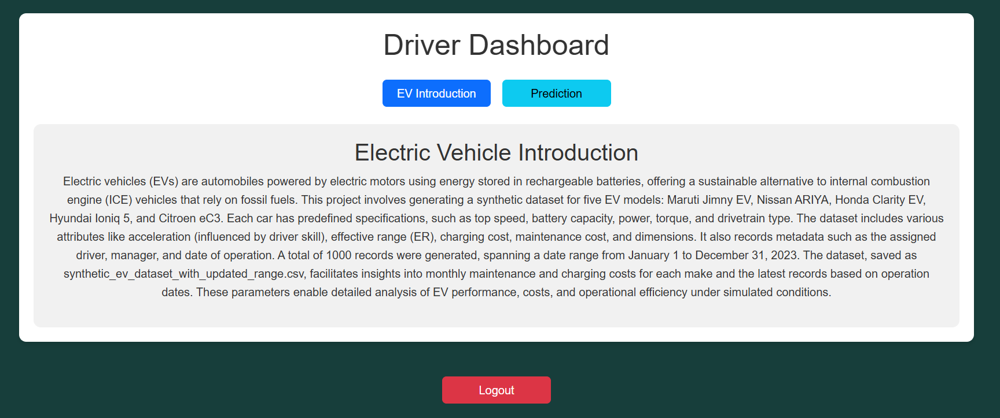 Driver Dashboard
EV Introduction
Prediction
Electric Vehicle Introduction
Electric vehicles (EVs) are automobiles powered by electric motors using energy stored in rechargeable batteries, offering a sustainable alternative to internal combustion
engine (ICE) vehicles that rely on fossil fuels. This project involves generating a synthetic dataset for five EV models: Maruti Jimny EV, Nissan ARIYA, Honda Clarity EV,
Hyundai Ioniq 5, and Citroen eC3. Each car has predefined specifications, such as top speed, battery capacity, power, torque, and drivetrain type. The dataset includes various
attributes like acceleration (influenced by driver skill), effective range (ER), charging cost, maintenance cost, and dimensions. It also records metadata such as the assigned
driver, manager, and date of operation. A total of 1000 records were generated, spanning a date range from January 1 to December 31, 2023. The dataset, saved as
synthetic_ev_dataset_with_updated_range.csv, facilitates insights into monthly maintenance and charging costs for each make and the latest records based on operation
dates. These parameters enable detailed analysis of EV performance, costs, and operational efficiency under simulated conditions.
Logout